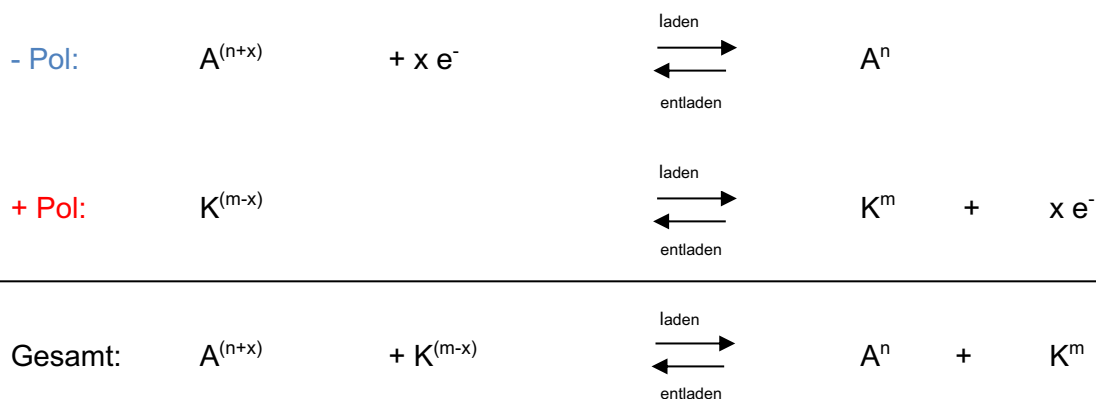 laden
- Pol: A^(n+x) + x e^- A^n
entladen
laden
+ Pol: K^(m-x) K^m + x e^-
entladen
laden
Gesamt: A^(n+x) + K^(m-x) A^n + K^m
entladen